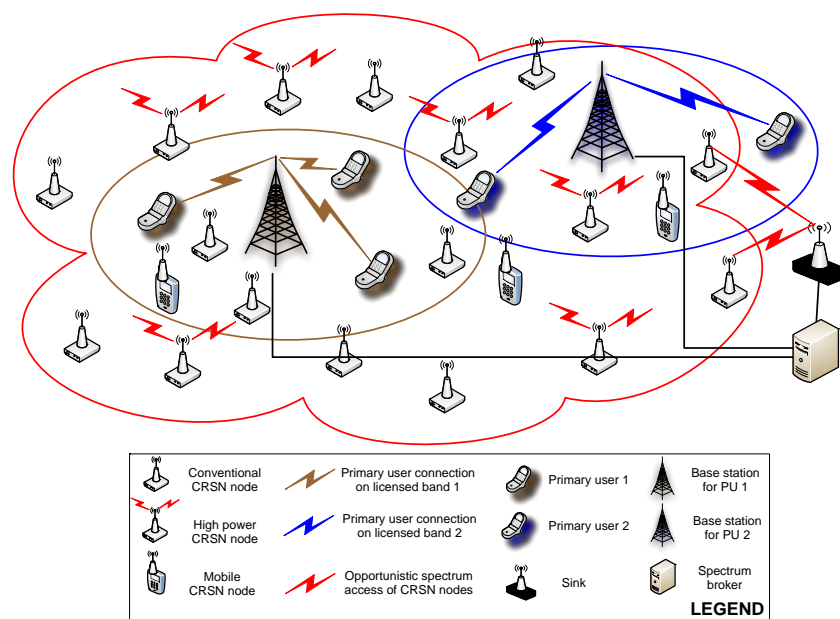 Conventional
CRSN node
Primary user connection
on licensed band 1
Primary user 1
Base station
for PU 1
High power
CRSN node
Primary user connection
on licensed band 2
Primary user 2
Base station
for PU 2
Mobile
CRSN node
Opportunistic spectrum
access of CRSN nodes
Sink
Spectrum
broker
LEGEND